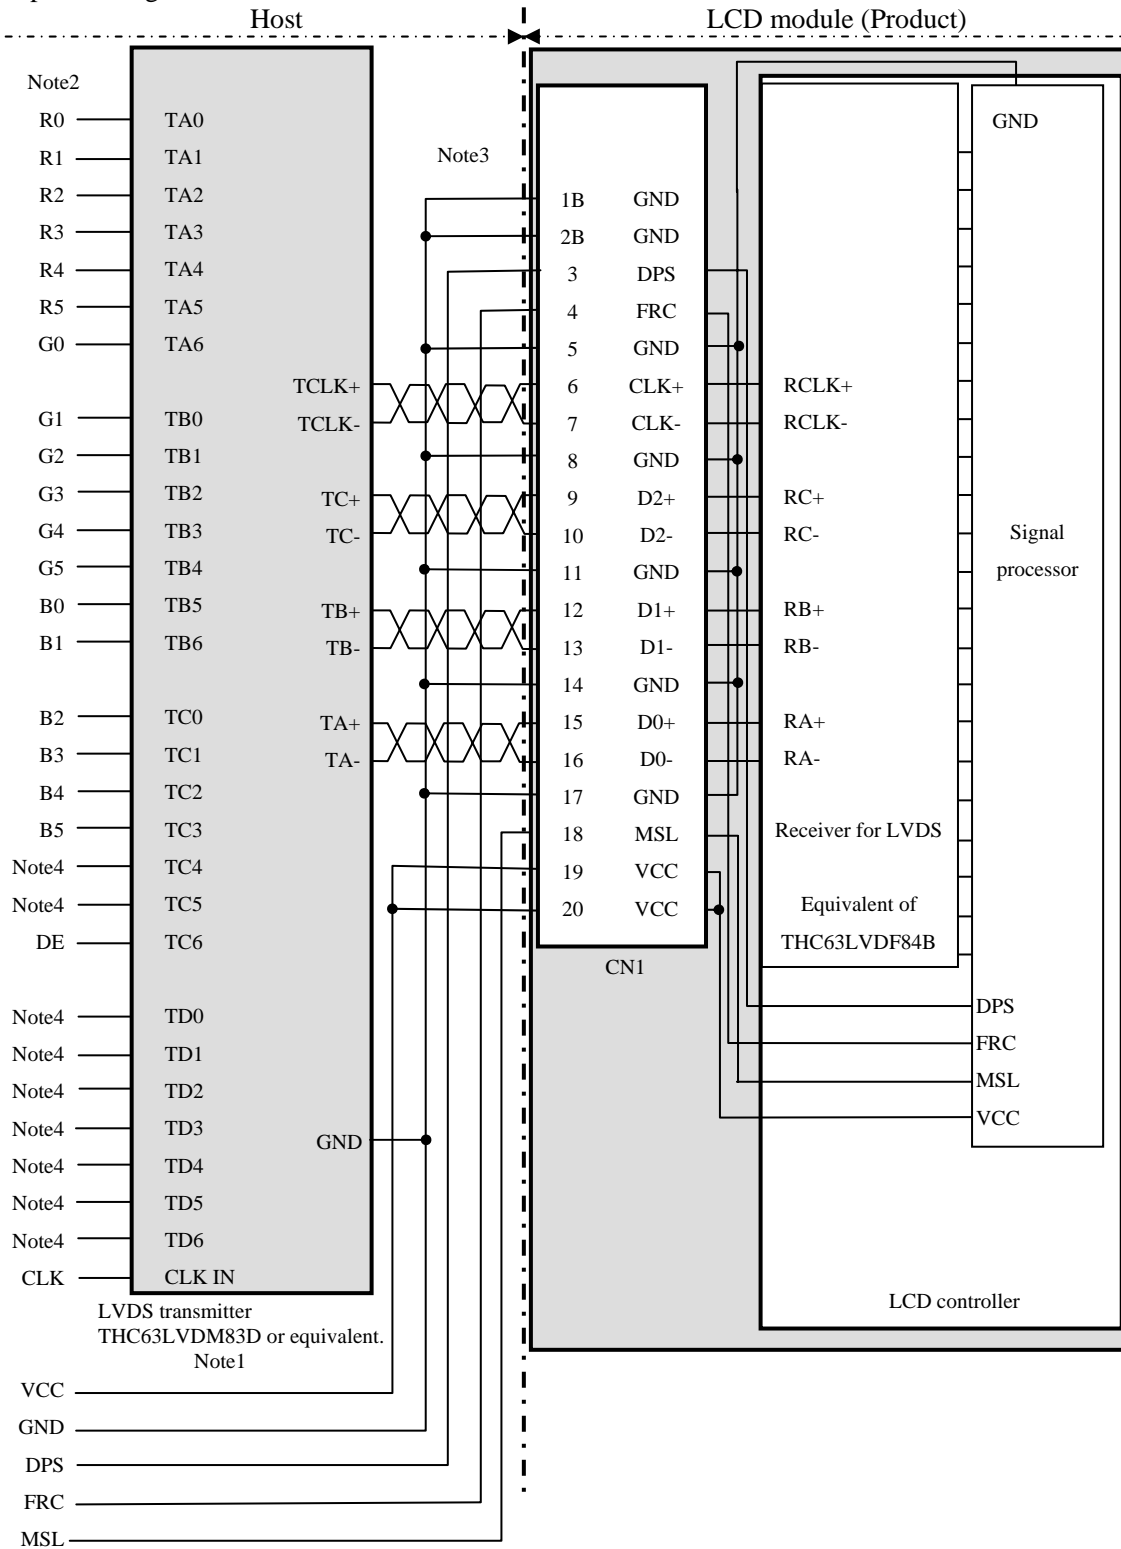 Host LCD module (Product)
Note2
GND
R0 TA0
R1 TA1
Note3
R2 TA2
1B GND
R3 TA3
2B GND
R4 TA4
3 DPS
R5 TA5
4 FRC
G0 TA6
5 GND
TCLK+ 6 CLK+ RCLK+
G1 TB0 TCLK- 7 CLK- RCLK-
G2 TB1
8 GND
G3 TB2 TC+ 9 D2+ RC+
G4 TB3 TC- 10 D2- RC- Signal
G5 TB4 11 GND processor
B0 TB5 TB+ 12 D1+ RB+
B1 TB6 TB- 13 D1- RB-
14 GND
B2 TC0 TA+ 15 D0+ RA+
B3 TC1 TA- 16 D0- RA-
B4 TC2 17 GND
B5 TC3 18 MSL Receiver for LVDS
Note4 TC4 19 VCC
Note4 TC5 20 VCC Equivalent of
DE TC6 THC63LVDF84B
CN1
DPS
Note4 TD0
FRC
Note4 TD1
MSL
Note4 TD2
VCC
Note4 TD3
GND
Note4 TD4
Note4 TD5
Note4 TD6
CLK CLK IN
LCD controller
LVDS transmitter
THC63LVDM83D or equivalent.
Note1
VCC
GND
DPS
FRC
MSL